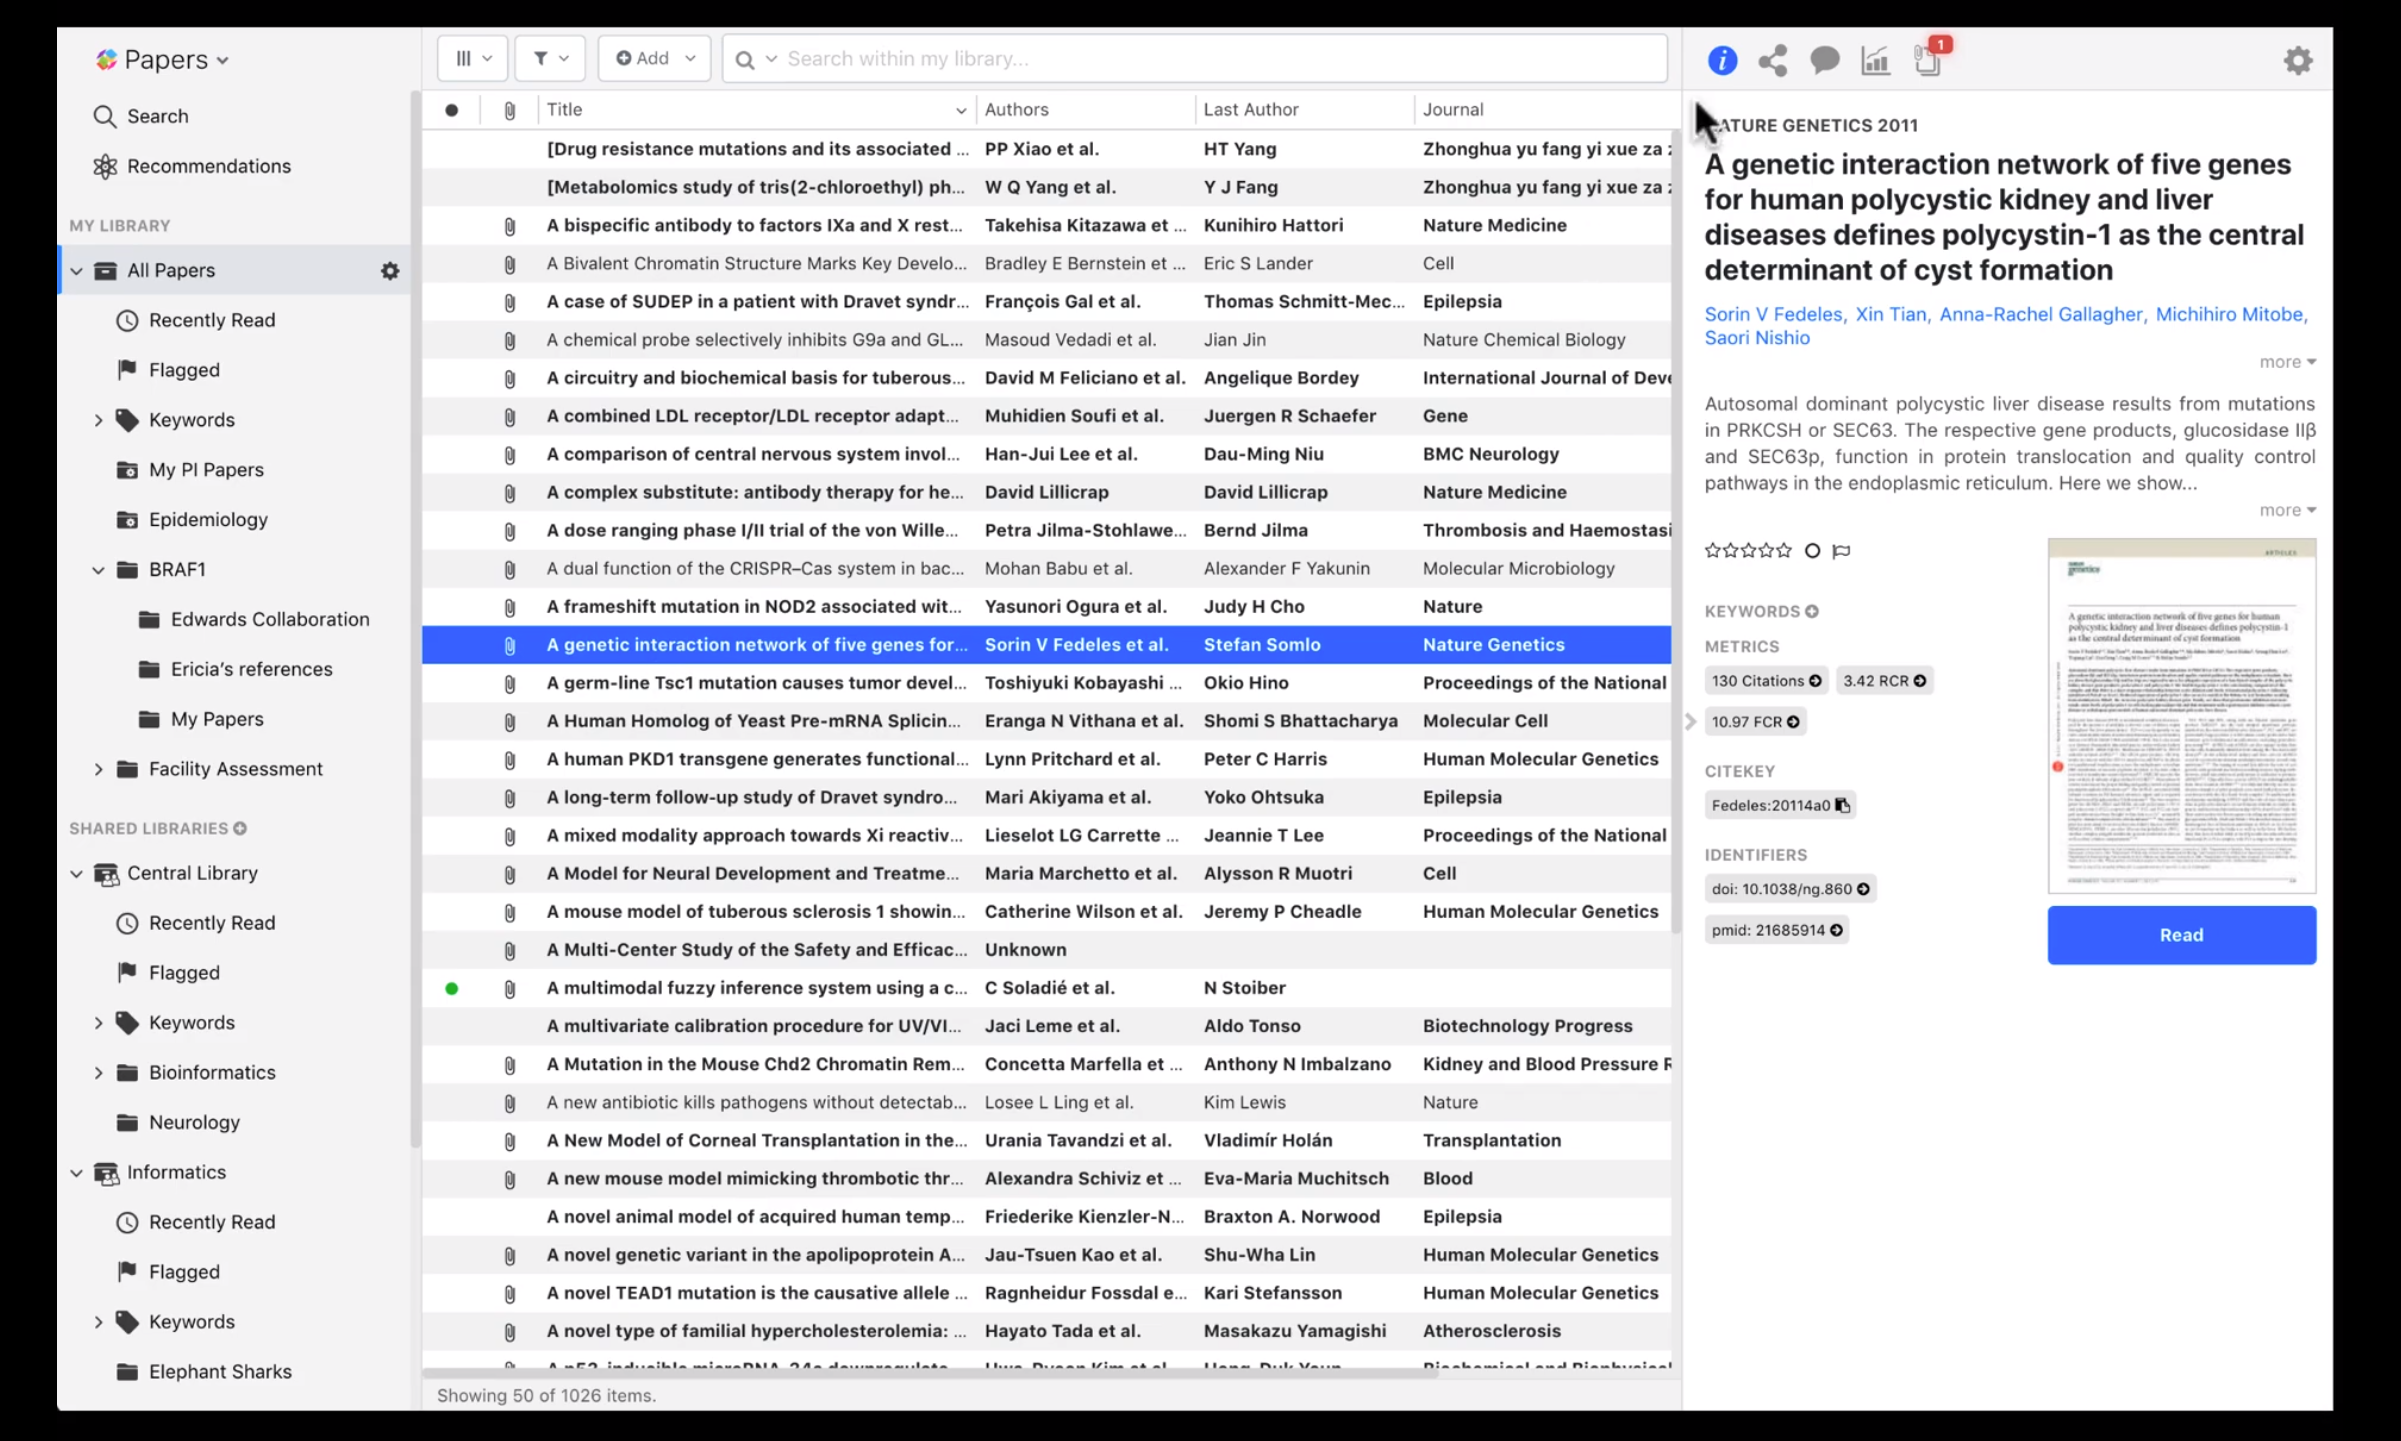 Papers
Search
Recommendations
MY LIBRARY
All Papers
Recently Read
Flagged
Keywords
My PI Papers
Epidemiology
BRAF1
Edwards Collaboration
Ericia’s references
My Papers
Facility Assessment
SHARED LIBRARIES
Central Library
Recently Read
Flagged
Keywords
Bioinformatics
Neurology
Informatics
Recently Read
Flagged
Keywords
Elephant Sharks
Add
Search within my library...
Title Authors Last Author Journal
[Drug resistance mutations and its associated ... PP Xiao et al. HT Yang Zhonghua yu fang yi xue za
[Metabolomics study of tris(2-chloroethyl) ph... W Q Yang et al. Y J Fang Zhonghua yu fang yi xue za
A bispecific antibody to factors IXa and X rest... Takehisa Kitazawa et ... Kunihiro Hattori Nature Medicine
A Bivalent Chromatin Structure Marks Key Develo... Bradley E Bernstein et ... Eric S Lander Cell
A case of SUDEP in a patient with Dravet syndr... François Gal et al. Thomas Schmitt-Mec... Epilepsia
A chemical probe selectively inhibits G9a and GL... Masoud Vedadi et al. Jian Jin Nature Chemical Biology
A circuitry and biochemical basis for tuberous... David M Feliciano et al. Angelique Bordey International Journal of Deve
A combined LDL receptor/LDL receptor adapt... Muhidien Soufi et al. Juergen R Schaefer Gene
A comparison of central nervous system invol... Han-Jui Lee et al. Dau-Ming Niu BMC Neurology
A complex substitute: antibody therapy for he... David Lillicrap David Lillicrap Nature Medicine
A dose ranging phase I/II trial of the von Wille... Petra Jilma-Stohlawe... Bernd Jilma Thrombosis and Haemostasi
A dual function of the CRISPR–Cas system in bac... Mohan Babu et al. Alexander F Yakunin Molecular Microbiology
A frameshift mutation in NOD2 associated wit... Yasunori Ogura et al. Judy H Cho Nature
A genetic interaction network of five genes for... Sorin V Fedeles et al. Stefan Somlo Nature Genetics
A germ-line Tsc1 mutation causes tumor devel... Toshiyuki Kobayashi ... Okio Hino Proceedings of the National
A Human Homolog of Yeast Pre-mRNA Splicin... Eranga N Vithana et al. Shomi S Bhattacharya Molecular Cell
A human PKD1 transgene generates functional... Lynn Pritchard et al. Peter C Harris Human Molecular Genetics
A long-term follow-up study of Dravet syndro... Mari Akiyama et al. Yoko Ohtsuka Epilepsia
A mixed modality approach towards Xi reactiv... Lieselot LG Carrette ... Jeannie T Lee Proceedings of the National
A Model for Neural Development and Treatme... Maria Marchetto et al. Alysson R Muotri Cell
A mouse model of tuberous sclerosis 1 showin... Catherine Wilson et al. Jeremy P Cheadle Human Molecular Genetics
A Multi-Center Study of the Safety and Efficac... Unknown
A multimodal fuzzy inference system using a c... C Soladié et al. N Stoiber
A multivariate calibration procedure for UV/VI... Jaci Leme et al. Aldo Tonso Biotechnology Progress
A Mutation in the Mouse Chd2 Chromatin Rem... Concetta Marfella et ... Anthony N Imbalzano Kidney and Blood Pressure R
A new antibiotic kills pathogens without detectab... Losee L Ling et al. Kim Lewis Nature
A New Model of Corneal Transplantation in the... Urania Tavandzi et al. Vladimír Holán Transplantation
A new mouse model mimicking thrombotic thr... Alexandra Schiviz et ... Eva-Maria Muchitsch Blood
A novel animal model of acquired human temp... Friederike Kienzler-N... Braxton A. Norwood Epilepsia
A novel genetic variant in the apolipoprotein A... Jau-Tsuen Kao et al. Shu-Wha Lin Human Molecular Genetics
A novel TEAD1 mutation is the causative allele ... Ragnheidur Fossdal e... Kari Stefansson Human Molecular Genetics
A novel type of familial hypercholesterolemia: ... Hayato Tada et al. Masakazu Yamagishi Atherosclerosis
Showing 50 of 1026 items.
1
NATURE GENETICS 2011
A genetic interaction network of five genes
for human polycystic kidney and liver
diseases defines polycystin-1 as the central
determinant of cyst formation
Sorin V Fedeles, Xin Tian, Anna-Rachel Gallagher, Michihiro Mitobe,
Saori Nishio
more
Autosomal dominant polycystic liver disease results from mutations
in PRKCSH or SEC63. The respective gene products, glucosidase IIβ
and SEC63p, function in protein translocation and quality control
pathways in the endoplasmic reticulum. Here we show...
more
KEYWORDS
METRICS
130 Citations 3.42 RCR
10.97 FCR
CITEKEY
Fedeles:20114a0
IDENTIFIERS
doi: 10.1038/ng.860
pmid: 21685914
ARTICLES
A genetic interaction network of five genes for human
polycystic kidney and liver diseases defines polycystin-1
as the central determinant of cyst formation
Read